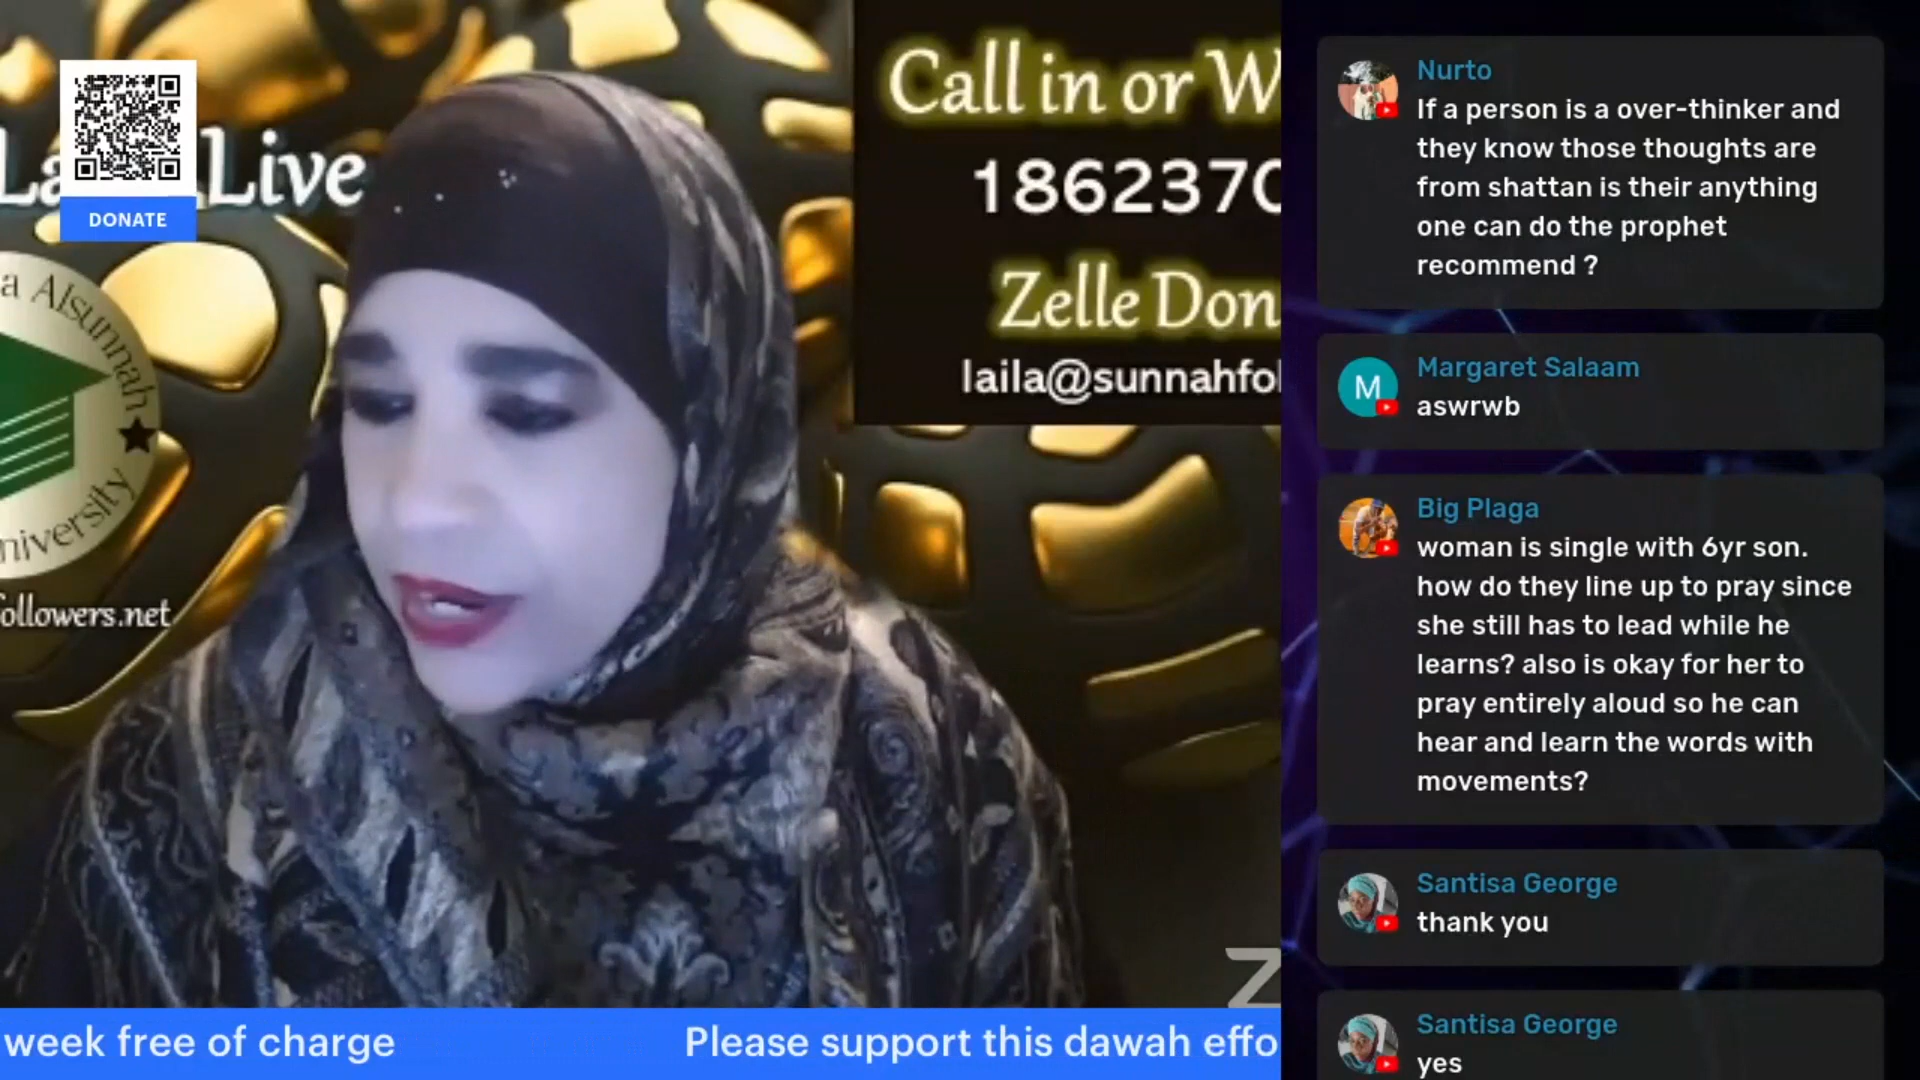 La Live
DONATE
a Alsunnah
niversity
ollowers.net
Call in or W
1862370
Zelle Don
laila@sunnahfol
week free of charge
Please support this dawah effo
Nurto
If a person is a over-thinker and
they know those thoughts are
from shattan is their anything
one can do the prophet
recommend ?
M
Margaret Salaam
aswrwb
Big Plaga
woman is single with 6yr son.
how do they line up to pray since
she still has to lead while he
learns? also is okay for her to
pray entirely aloud so he can
hear and learn the words with
movements?
Santisa George
thank you
Santisa George
yes